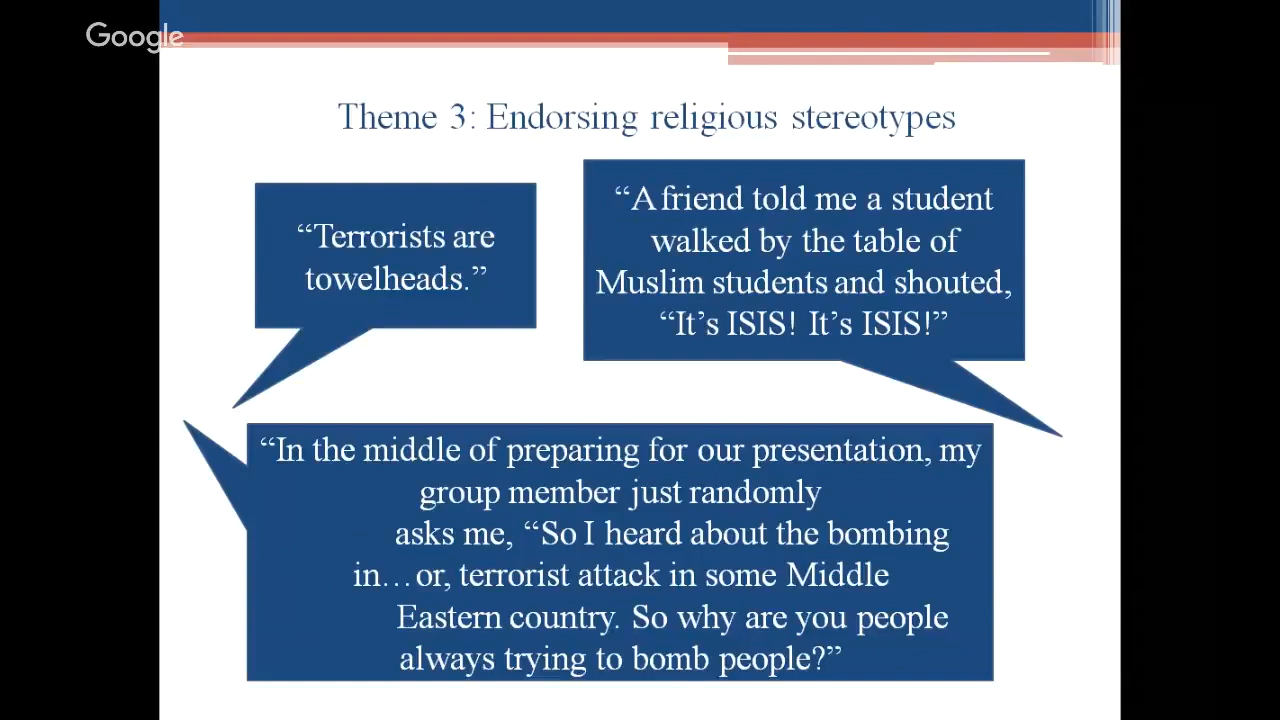 Google
Theme 3: Endorsing religious stereotypes
“Terrorists are
towelheads.”
“A friend told me a student
walked by the table of
Muslim students and shouted,
“It’s ISIS! It’s ISIS!”
“In the middle of preparing for our presentation, my
group member just randomly
asks me, “So I heard about the bombing
in…or, terrorist attack in some Middle
Eastern country. So why are you people
always trying to bomb people?”